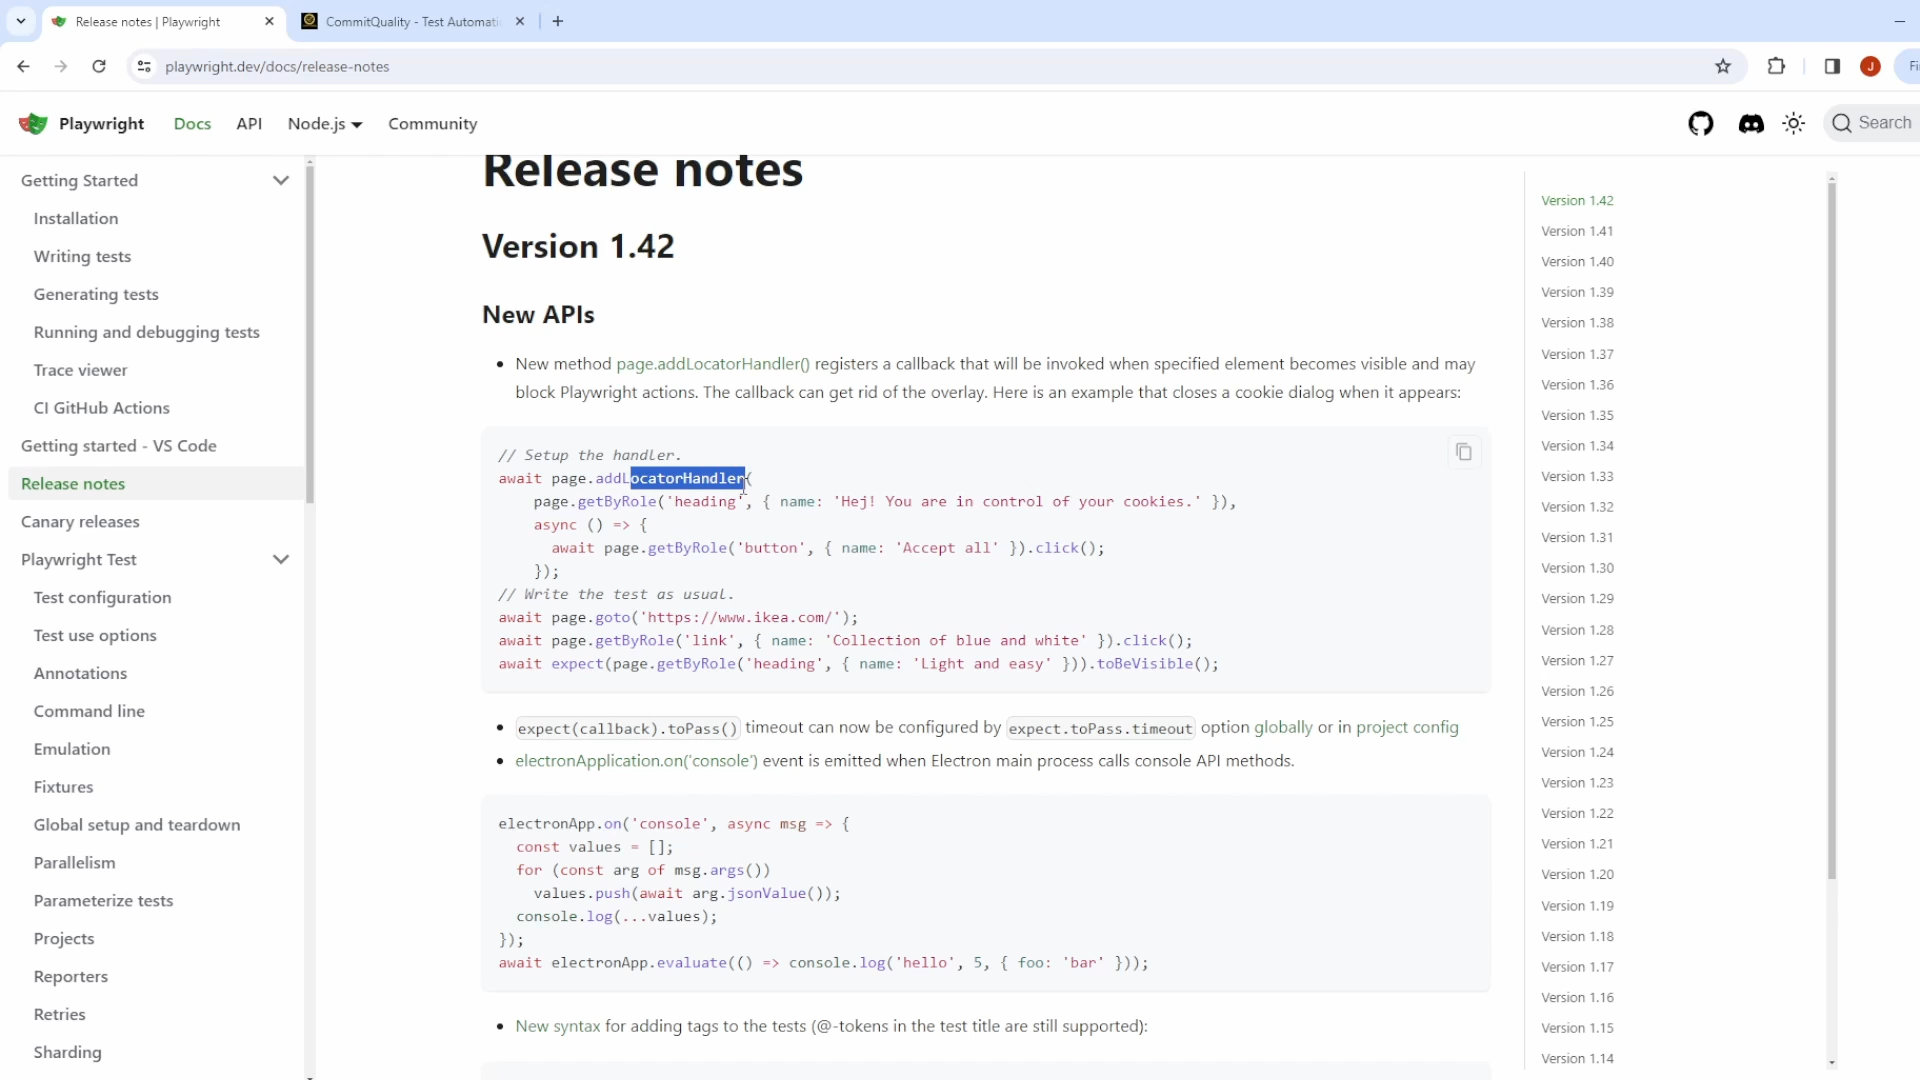 Release notes | Playwright
CommitQuality - Test Automati
playwright.dev/docs/release-notes
J
Playwright
Docs
API
Node.js
Community
Search
Getting Started
Installation
Writing tests
Generating tests
Running and debugging tests
Trace viewer
CI GitHub Actions
Getting started - VS Code
Release notes
Canary releases
Playwright Test
Test configuration
Test use options
Annotations
Command line
Emulation
Fixtures
Global setup and teardown
Parallelism
Parameterize tests
Projects
Reporters
Retries
Sharding
Release notes
Version 1.42
New APIs
New method page.addLocatorHandler() registers a callback that will be invoked when specified element becomes visible and may
block Playwright actions. The callback can get rid of the overlay. Here is an example that closes a cookie dialog when it appears:
// Setup the handler.
await page.addLocatorHandler(
page.getByRole('heading', { name: 'Hej! You are in control of your cookies.' }),
async () => {
await page.getByRole('button', { name: 'Accept all' }).click();
});
// Write the test as usual.
await page.goto('https://www.ikea.com/');
await page.getByRole('link', { name: 'Collection of blue and white' }).click();
await expect(page.getByRole('heading', { name: 'Light and easy' })).toBeVisible();
expect(callback).toPass() timeout can now be configured by expect.toPass.timeout option globally or in project config
electronApplication.on('console') event is emitted when Electron main process calls console API methods.
electronApp.on('console', async msg => {
const values = [];
for (const arg of msg.args())
values.push(await arg.jsonValue());
console.log(...values);
});
await electronApp.evaluate(() => console.log('hello', 5, { foo: 'bar' }));
New syntax for adding tags to the tests (@-tokens in the test title are still supported):
Version 1.42
Version 1.41
Version 1.40
Version 1.39
Version 1.38
Version 1.37
Version 1.36
Version 1.35
Version 1.34
Version 1.33
Version 1.32
Version 1.31
Version 1.30
Version 1.29
Version 1.28
Version 1.27
Version 1.26
Version 1.25
Version 1.24
Version 1.23
Version 1.22
Version 1.21
Version 1.20
Version 1.19
Version 1.18
Version 1.17
Version 1.16
Version 1.15
Version 1.14